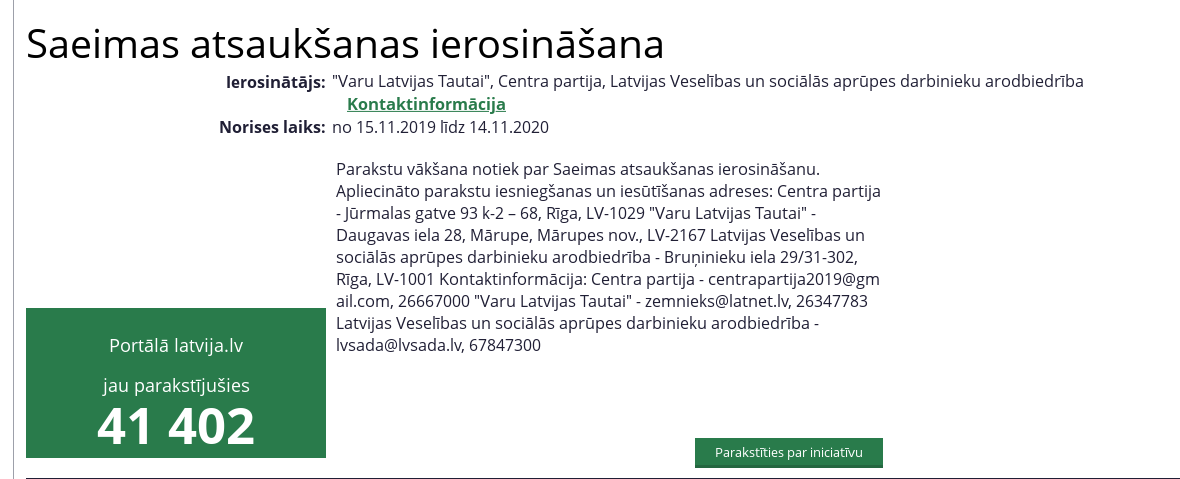 Saeimas atsaukšanas ierosināšana
Ierosinātājs: "Varu Latvijas Tautai", Centra partija, Latvijas Veselības un sociālās aprūpes darbinieku arodbiedrība
Kontaktinformācija
Norises laiks: no 15.11.2019 līdz 14.11.2020
Parakstu vākšana notiek par Saeimas atsaukšanas ierosināšanu.
Apliecināto parakstu iesniegšanas un iesūtīšanas adreses: Centra partija
- Jūrmalas gatve 93 k-2 – 68, Rīga, LV-1029 "Varu Latvijas Tautai" -
Daugavas iela 28, Mārupe, Mārupes nov., LV-2167 Latvijas Veselības un
sociālās aprūpes darbinieku arodbiedrība - Bruņinieku iela 29/31-302,
Rīga, LV-1001 Kontaktinformācija: Centra partija - centrapartija2019@gm
ail.com, 26667000 "Varu Latvijas Tautai" - zemnieks@latnet.lv, 26347783
Latvijas Veselības un sociālās aprūpes darbinieku arodbiedrība -
lvsada@lvsada.lv, 67847300
Portālā latvija.lv
jau parakstījušies
41 402
Parakstīties par iniciatīvu